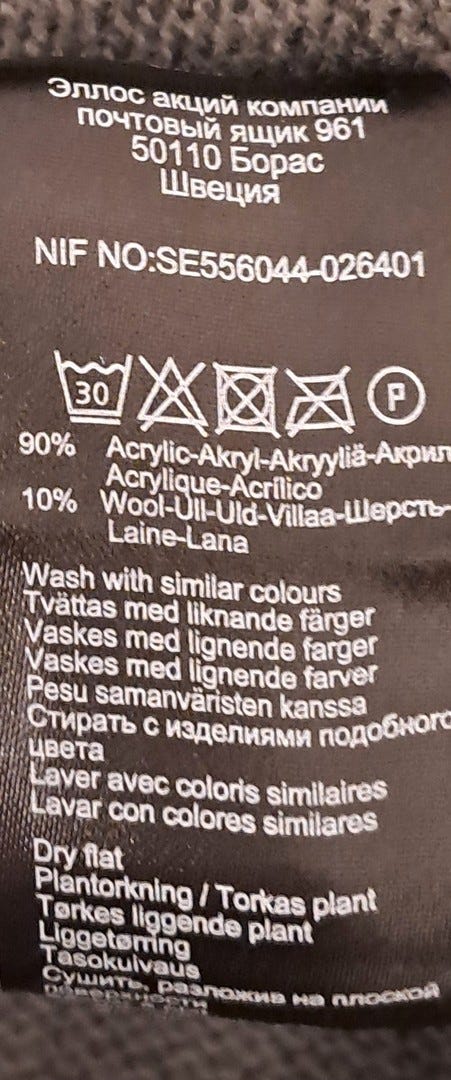 Эллос акций компании
почтовый ящик 961
50110 Борас
Швеция
NIF NO:SE556044-026401
30 P
90% Acrylic-Akryl-Akryyliä-Акрил
Acrylique-Acrílico
10% Wool-Ull-Uld-Villaa-Шерсть-
Laine-Lana
Wash with similar colours
Tvättas med liknande färger
Vaskes med lignende farger
Vaskes med lignende farver
Pesu samanväristen kanssa
Стирать с изделиями подобного
цвета
Laver avec coloris similaires
Lavar con colores similares
Dry flat
Plantorkning / Torkas plant
Tørkes liggende plant
Liggetørring
Tasokuivaus
Сушить, разложив на плоской
поверхности